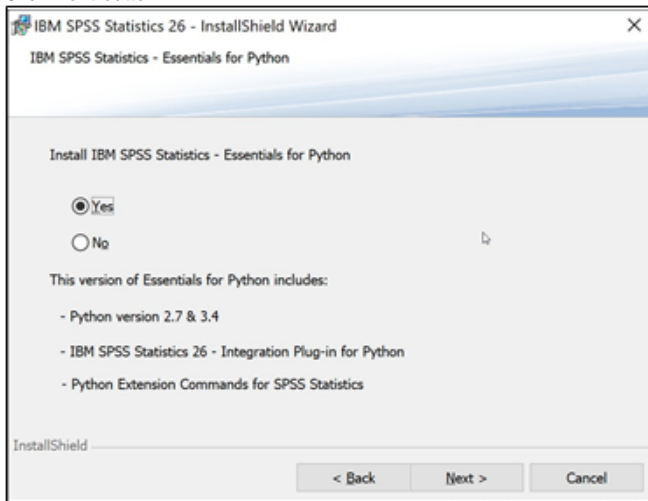 IBM SPSS Statistics 26 - InstallShield Wizard
IBM SPSS Statistics - Essentials for Python
Install IBM SPSS Statistics - Essentials for Python
Yes
No
This version of Essentials for Python includes:
- Python version 2.7 & 3.4
- IBM SPSS Statistics 26 - Integration Plug-in for Python
- Python Extension Commands for SPSS Statistics
InstallShield
< Back Next > Cancel